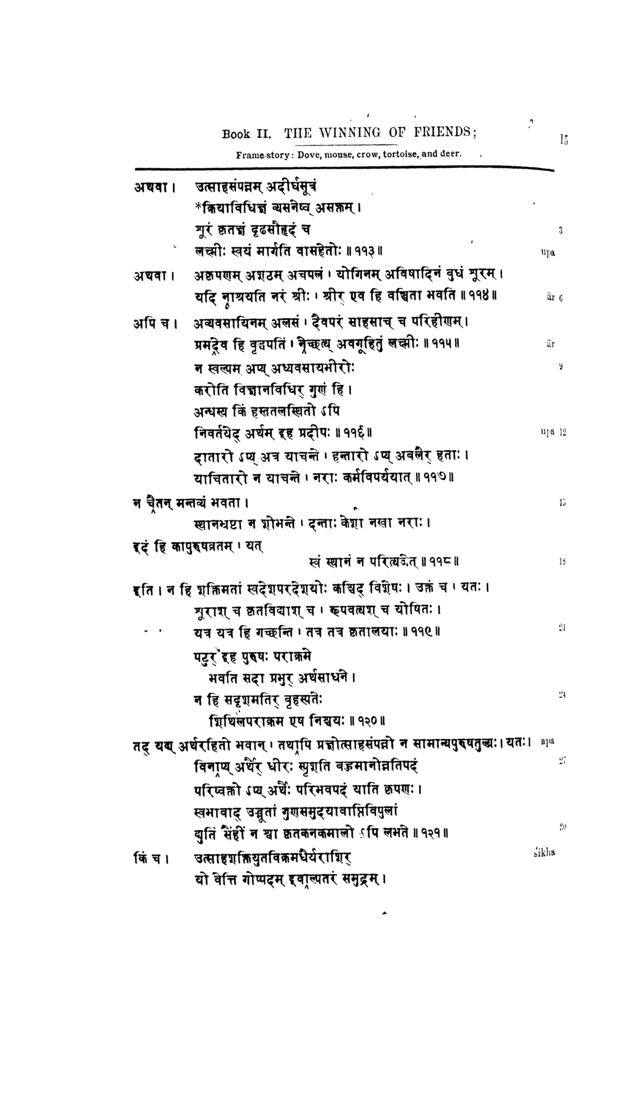 Book II. THE WINNING OF FRIENDS; 15
Frame-story: Dove, mouse, crow, tortoise, and deer.
अथवा। उत्साहसंपन्नम् अदीर्घसूत्रं
*क्रियाविधिज्ञं व्यसनेष्व् असक्तम्।
शूरं कृतज्ञं दृढसौहृदं च 3
लक्ष्मीः स्वयं मार्गति वासहेतोः॥११३॥ upa
अथवा। अकृपणम् अशठम् अचपलं। योगिनम् अविषादिनं बुधं शूरम्।
यदि नाश्रयति नरं श्रीः। श्रीर् एव हि वञ्चिता भवति॥११४॥ ār 6
अपि च। अव्यवसायिनम् अलसं। दैवपरं साहसाच् च परिहीणम्।
प्रमदेव हि वृद्धपतिं। नेच्छत्य् अवगूहितुं लक्ष्मीः॥११५॥ ār
न स्वल्पम् अप्य् अध्यवसायभीरोः 9
करोति विज्ञानविधिर् गुणं हि।
अन्धस्य किं हस्ततलस्थितो ऽपि
निवर्तयेद् अर्थम् इह प्रदीपः॥११६॥ upa 12
दातारो ऽप्य् अत्र याचन्ते। हन्तारो ऽप्य् अबलैर् हताः।
याचितारो न याचन्ते। नराः कर्मविपर्ययात्॥११७॥
न चैतन् मन्तव्यं भवता। 15
स्थानभ्रष्टा न शोभन्ते। दन्ताः केशा नखा नराः।
इदं हि कापुरुषव्रतम्। यत्
स्वं स्थानं न परित्यजेत्॥११८॥ 18
इति। न हि शक्तिमतां स्वदेशपरदेशयोः कश्चिद् विशेषः। उक्तं च। यतः।
शूराश् च कृतविद्याश् च। रूपवत्यश् च योषितः।
यत्र यत्र हि गच्छन्ति। तत्र तत्र कृतालयाः॥११९॥ 21
पटुर् इह पुरुषः पराक्रमे
भवति सदा प्रभुर् अर्थसाधने।
न हि सदृशमतिर् बृहस्पतेः 24
शिथिलपराक्रम एष निश्चयः॥१२०॥
तद् यद्य् अर्थरहितो भवान्। तथापि प्रज्ञोत्साहसंपन्नो न सामान्यपुरुषतुल्यः। यतः। apa
विनाप्य् अर्थैर् धीरः स्पृशति बहुमानोन्नतिपदं 27
परिष्वक्तो ऽप्य् अर्थैः परिभवपदं याति कृपणः।
स्वभावाद् उद्भूतां गुणसमुदयावाप्तिविपुलां
द्युतिं सैंहीं न श्वा कृतकनकमालो ऽपि लभते॥१२१॥ 30
किं च। उत्साहशक्तियुतविक्रमधैर्यराशिर् śikha
यो वेत्ति गोष्पदम् इवाल्पतरं समुद्रम्।